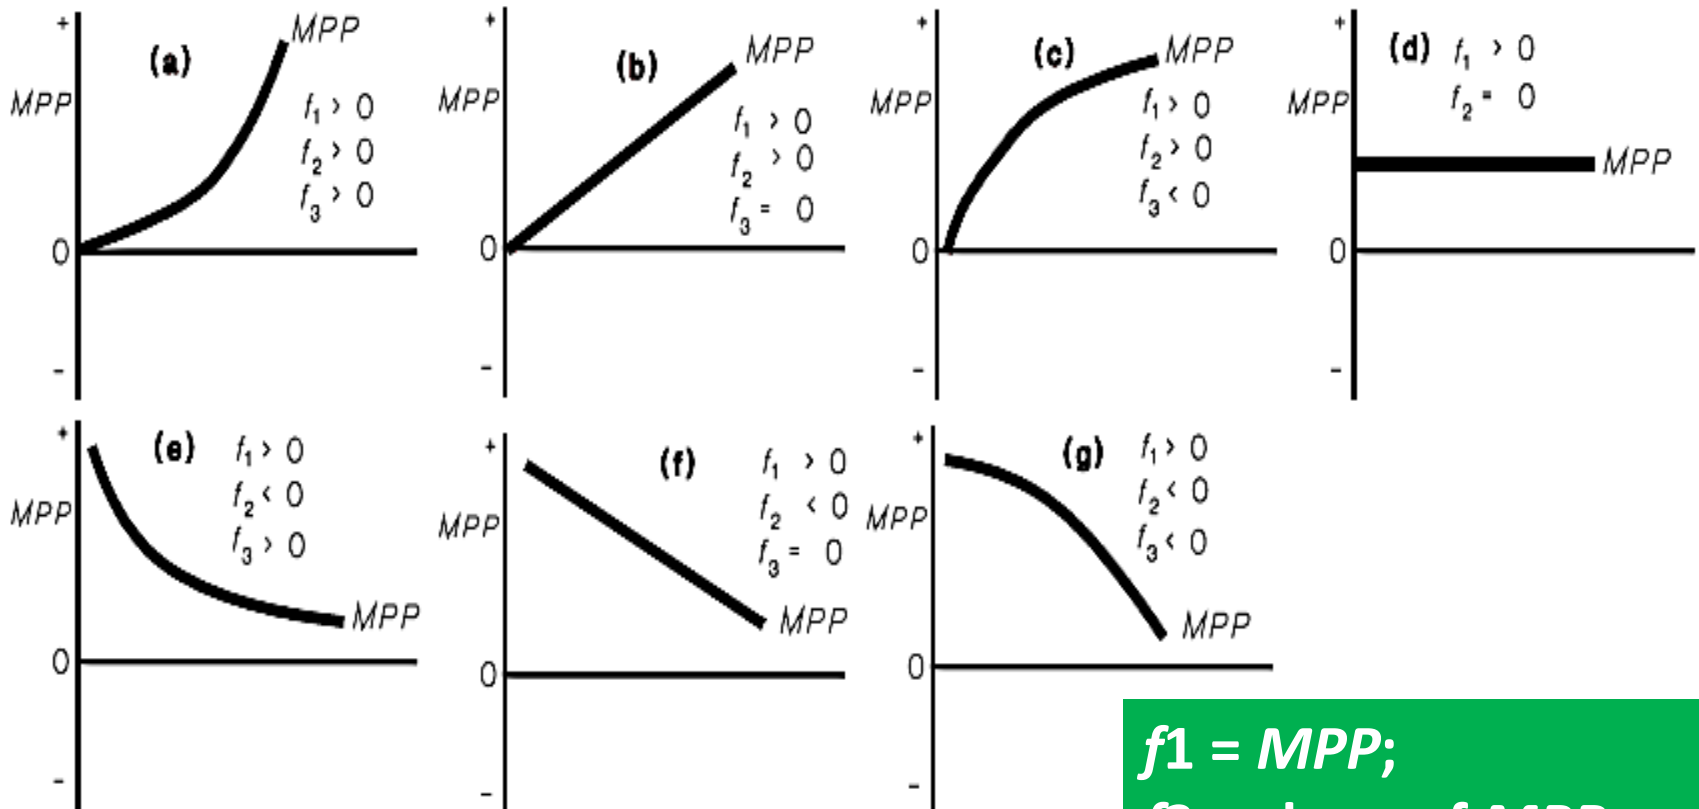 +
MPP
(a)
MPP
f1 > 0
f2 > 0
f3 > 0
0
-
+
MPP
(b)
MPP
f1 > 0
f2 > 0
f3 = 0
0
-
+
MPP
(c)
MPP
f1 > 0
f2 > 0
f3 < 0
0
-
+
MPP
(d)
f1 > 0
f2 = 0
MPP
0
-
+
MPP
(e)
f1 > 0
f2 < 0
f3 > 0
MPP
0
-
+
MPP
(f)
f1 > 0
f2 < 0
f3 = 0
MPP
0
-
+
MPP
(g)
f1 > 0
f2 < 0
f3 < 0
MPP
0
-
f1 = MPP;